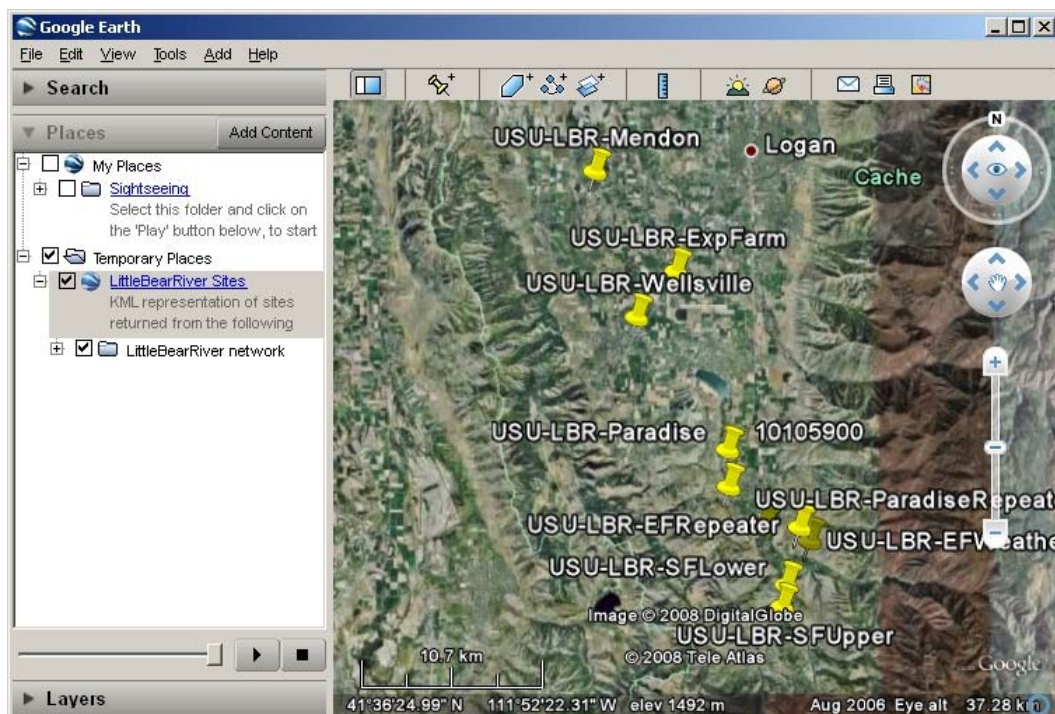 Google Earth
File Edit View Tools Add Help
Search
Places
Add Content
My Places
Sightseeing
Select this folder and click on
the 'Play' button below, to start
Temporary Places
LittleBearRiver Sites
KML representation of sites
returned from the following
LittleBearRiver network
Layers
USU-LBR-Mendon
Logan
Cache
N
USU-LBR-ExpFarm
USU-LBR-Wellsville
USU-LBR-Paradise
10105900
USU-LBR-ParadiseRepeat
USU-LBR-EFRepeater
USU-LBR-EFWeathe
USU-LBR-SFLower
Image © 2008 DigitalGlobe
USU-LBR-SFUpper
10.7 km
© 2008 Tele Atlas
Google
41°36'24.99" N 111°52'22.31" W elev 1492 m Aug 2006 Eye alt 37.28 km